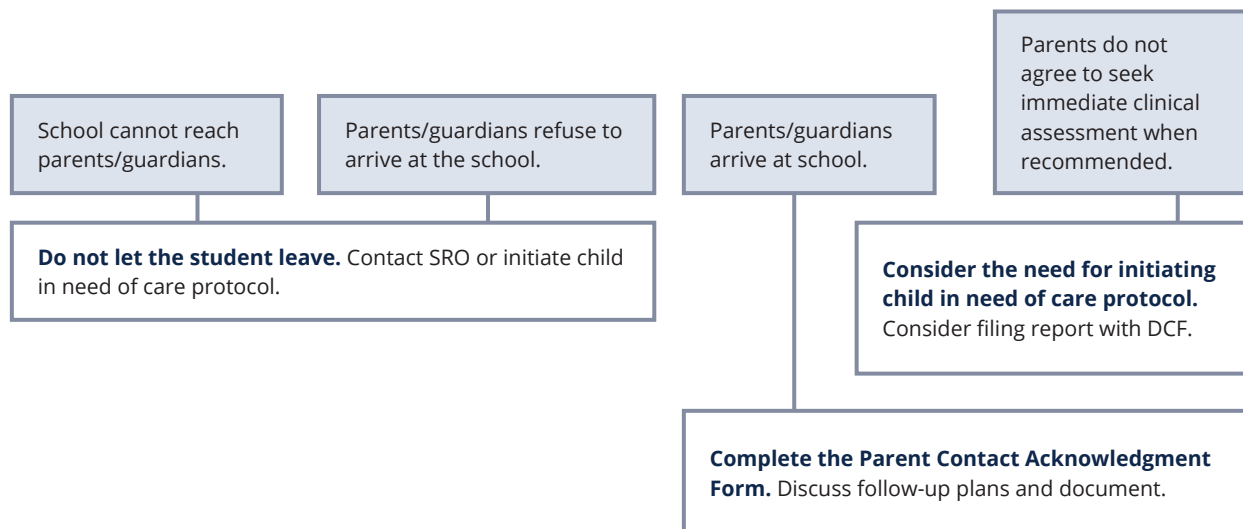 School cannot reach
parents/guardians.
Parents/guardians refuse to
arrive at the school.
Parents/guardians
arrive at school.
Parents do not
agree to seek
immediate clinical
assessment when
recommended.
Do not let the student leave. Contact SRO or initiate child
in need of care protocol.
Consider the need for initiating
child in need of care protocol.
Consider filing report with DCF.
Complete the Parent Contact Acknowledgment
Form. Discuss follow-up plans and document.